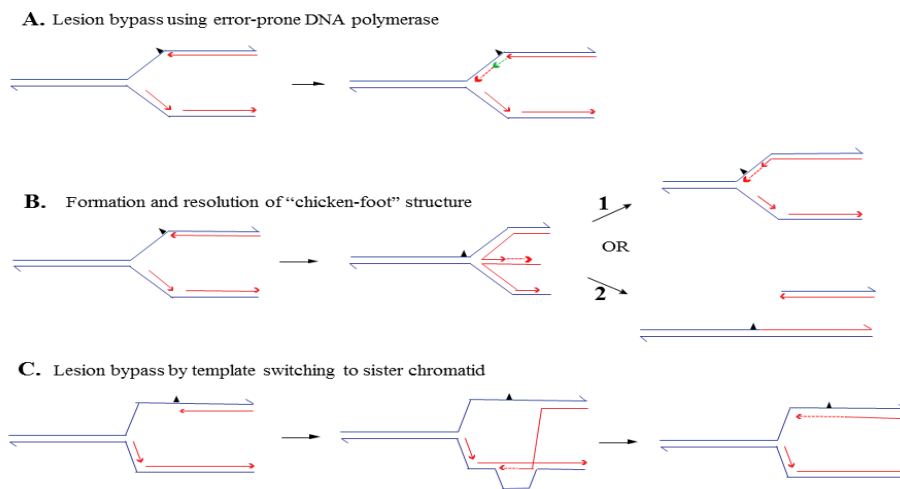 A. Lesion bypass using error-prone DNA polymerase
B. Formation and resolution of “chicken-foot” structure
1
OR
2
C. Lesion bypass by template switching to sister chromatid